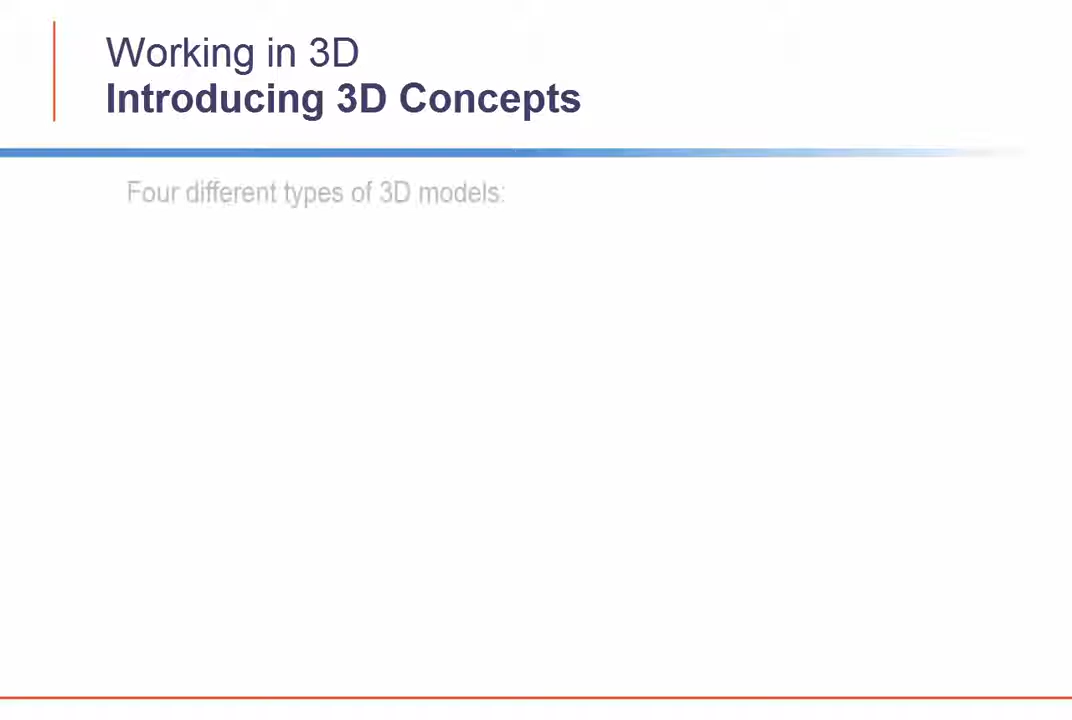 Working in 3D
Introducing 3D Concepts
Four different types of 3D models: